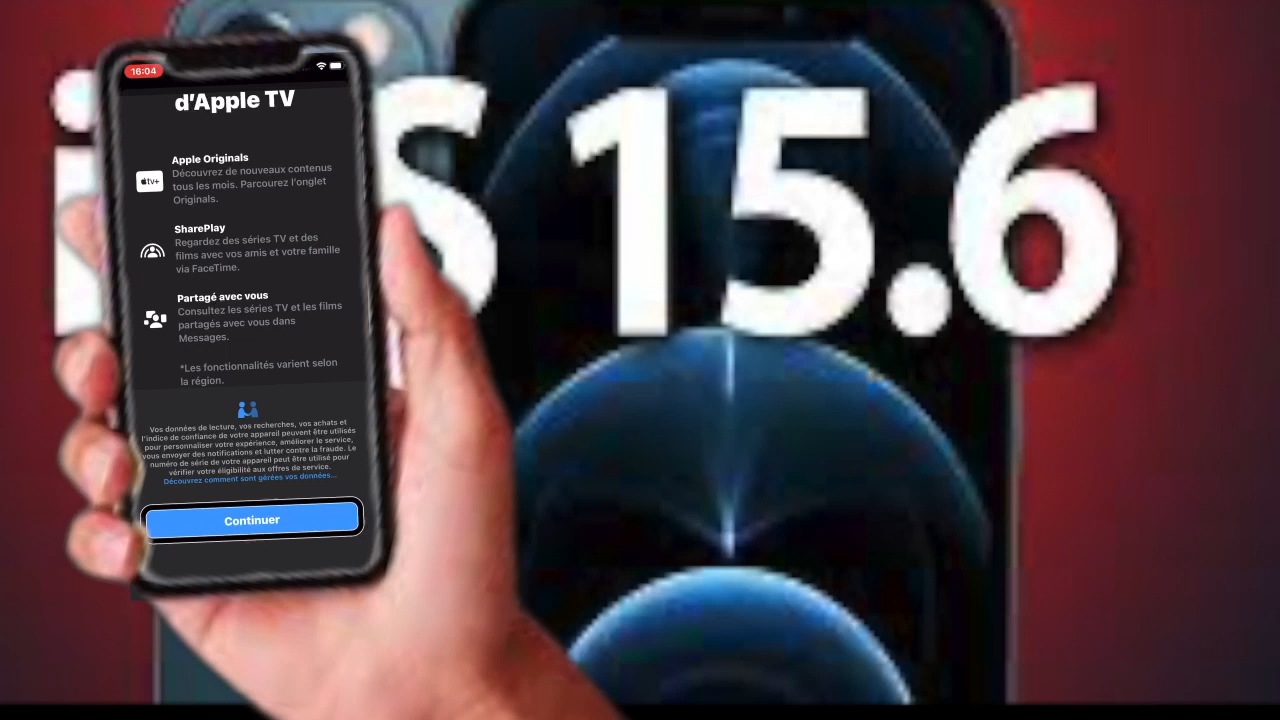 iOS 15.6
16:04
d'Apple TV
Apple Originals
Découvrez de nouveaux contenus
tous les mois. Parcourez l'onglet
Originals.
tv+
SharePlay
Regardez des séries TV et des
films avec vos amis et votre famille
via FaceTime.
Partagé avec vous
Consultez les séries TV et les films
partagés avec vous dans
Messages.
*Les fonctionnalités varient selon
la région.
Vos données de lecture, vos recherches, vos achats et
l'indice de confiance de votre appareil peuvent être utilisés
pour personnaliser votre expérience, améliorer le service,
vous envoyer des notifications et lutter contre la fraude. Le
numéro de série de votre appareil peut être utilisé pour
vérifier votre éligibilité aux offres de service.
Découvrez comment sont gérées vos données...
Continuer